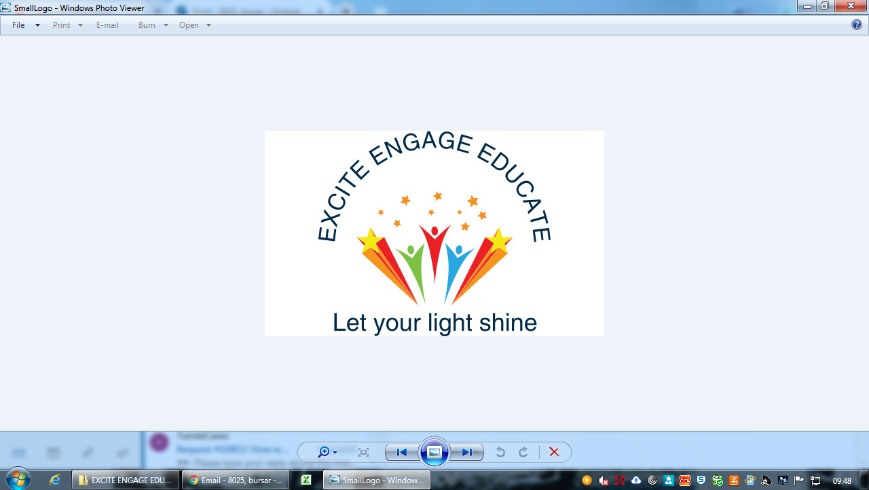 SmallLogo - Windows Photo Viewer
File Print E-mail Burn Open
EXCITE ENGAGE EDUCATE
Let your light shine
EXCITE ENGAGE EDU... Email - 8025, bursar -... SmallLogo - Window... 09:48